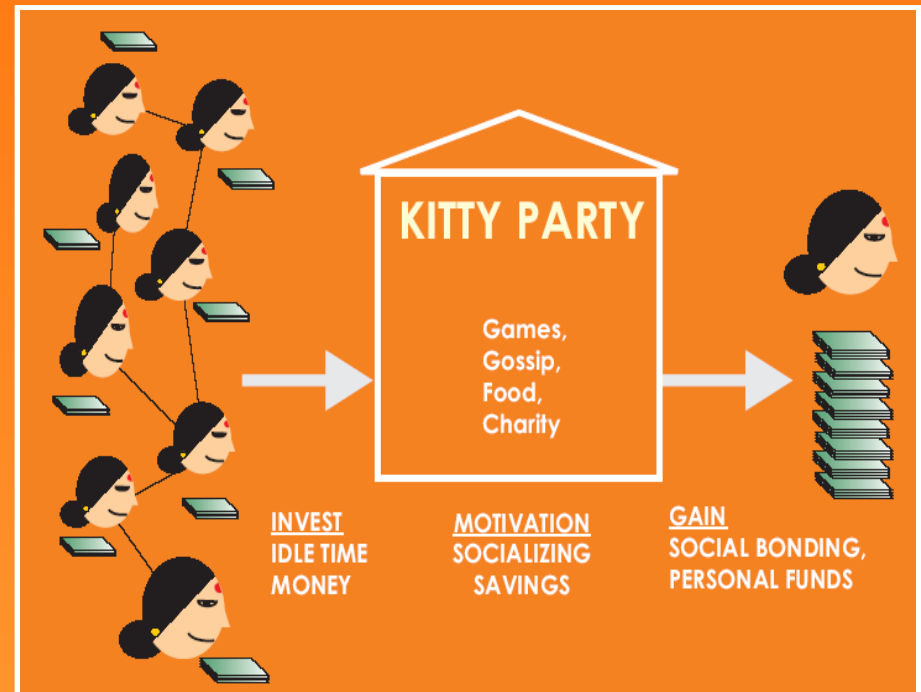 KITTY PARTY
Games,
Gossip,
Food,
Charity
INVEST
IDLE TIME
MONEY
MOTIVATION
SOCIALIZING
SAVINGS
GAIN
SOCIAL BONDING,
PERSONAL FUNDS